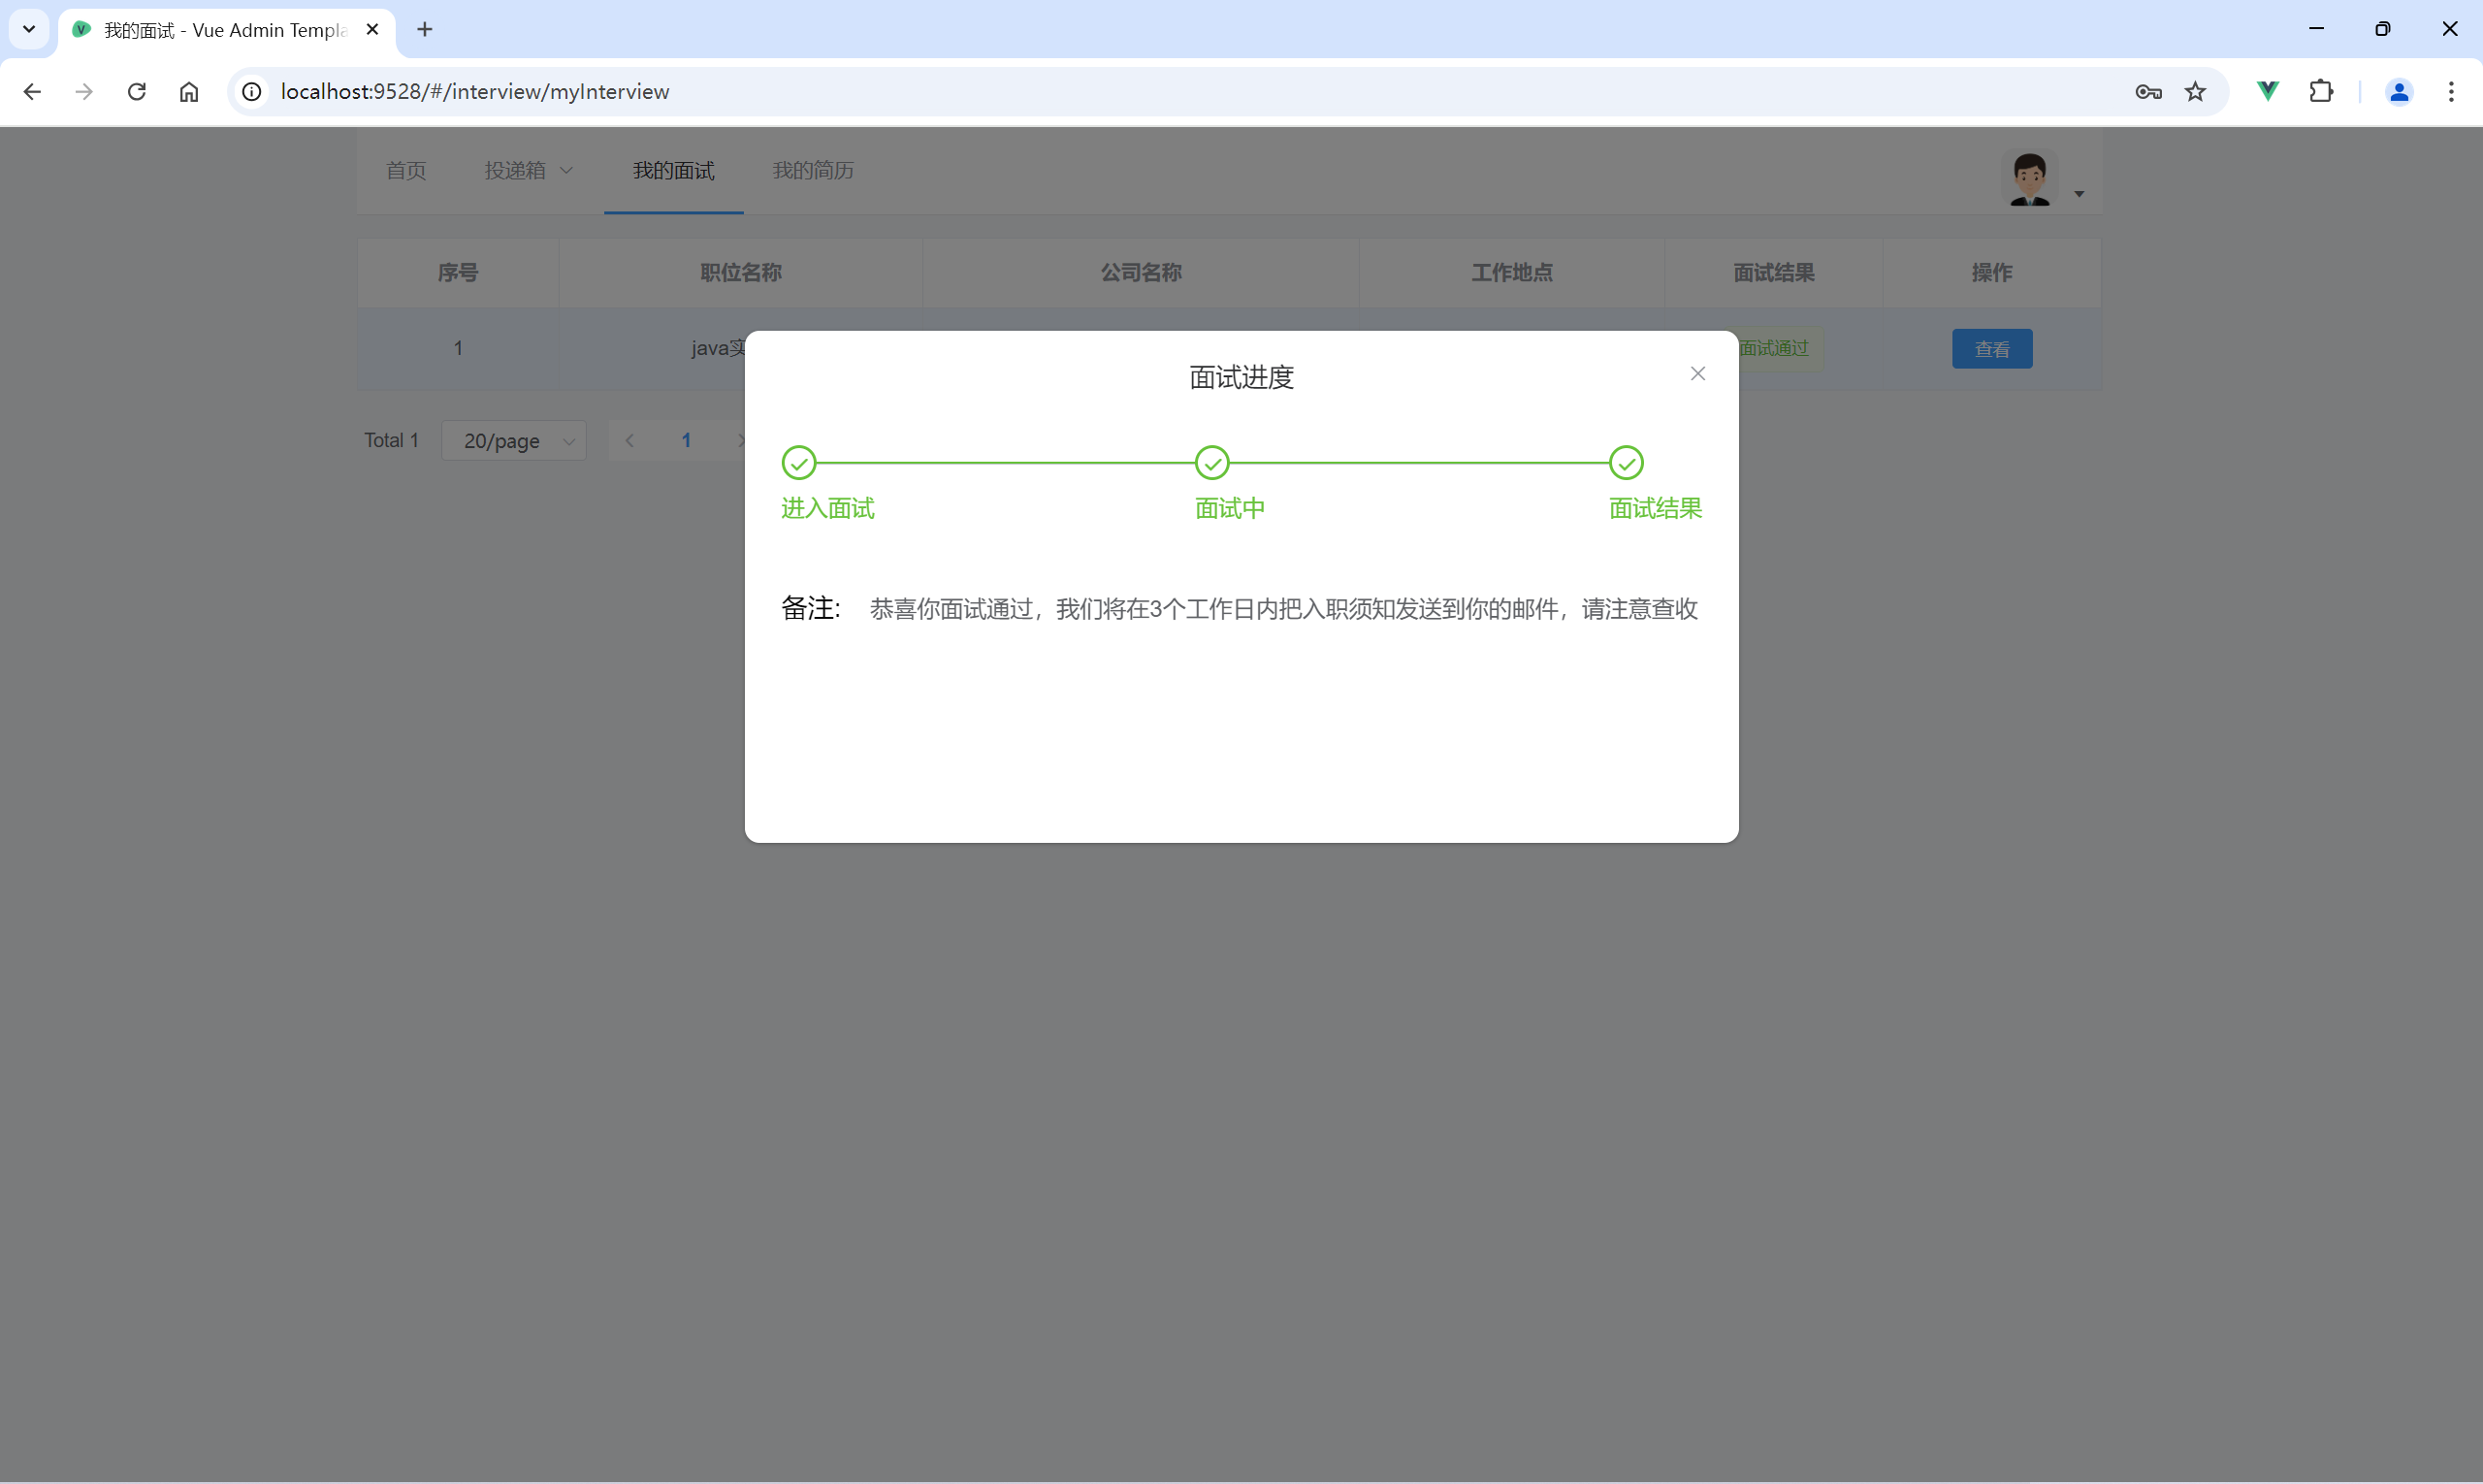 我的面试 - Vue Admin Templa
localhost:9528/#/interview/myInterview
首页 投递箱 我的面试 我的简历
序号 职位名称 公司名称 工作地点 面试结果 操作
1 java实 面试通过 查看
面试进度
Total 1 20/page 1
进入面试 面试中 面试结果
备注: 恭喜你面试通过，我们将在3个工作日内把入职须知发送到你的邮件，请注意查收